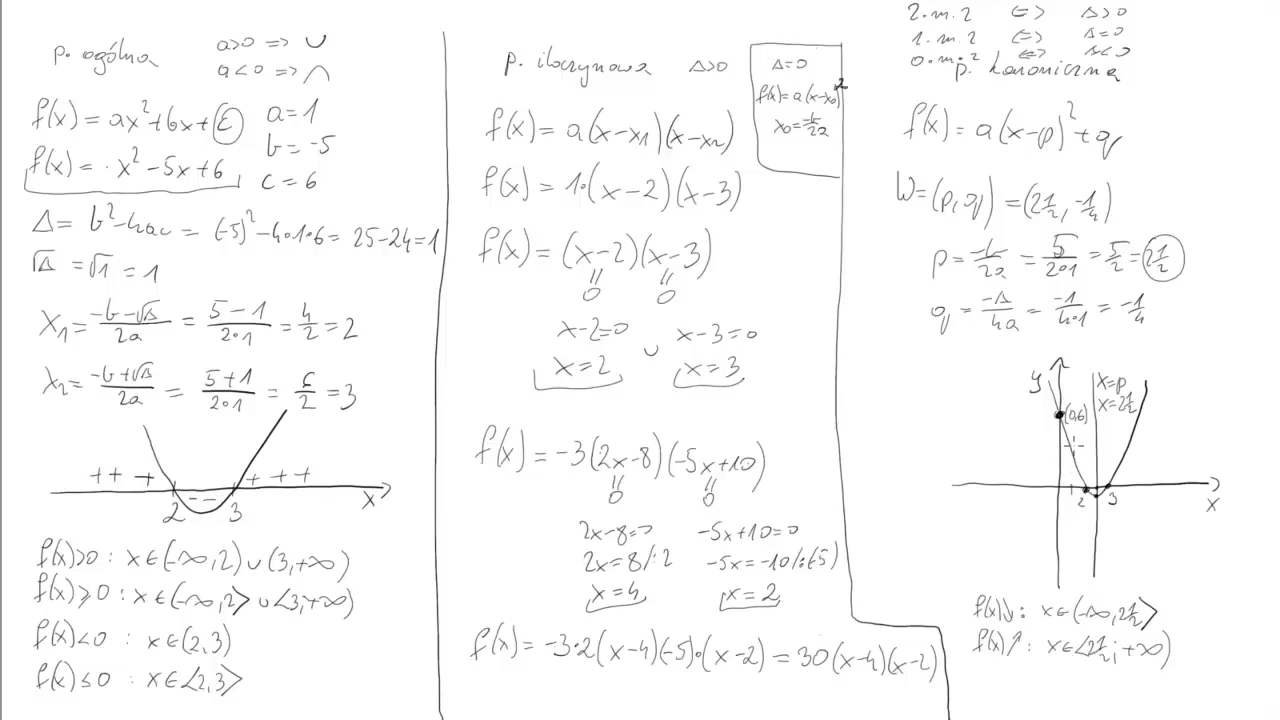 p. ogólna
a>0 => ∪
a<0 => ∩
f(x) = ax²+bx+c
a=1
f(x) = x²-5x+6
b=-5
c=6
Δ= b²-4ac = (-5)²-4·1·6= 25-24=1
√Δ =√1 = 1
x₁= (-b-√Δ)/2a = (5-1)/2·1 = 4/2 = 2
x₂= (-b+√Δ)/2a = (5+1)/2·1 = 6/2 = 3
++ + + + +
- -
2 3 x
f(x)>0 : x∈(-∞,2) ∪ (3,+∞)
f(x)⩾0 : x∈(-∞,2> ∪ <3,+∞)
f(x)<0 : x∈(2,3)
f(x)≤0 : x∈<2,3>
p. iloczynowa Δ>0
Δ=0
f(x)=a(x-x₀)²
x₀=-b/2a
f(x) = a(x-x₁)(x-x₂)
f(x) = 1·(x-2)(x-3)
f(x) = (x-2)(x-3)
= =
0 0
x-2=0 ∪ x-3=0
x=2 x=3
f(x) = -3(2x-8)(-5x+10)
= =
0 0
2x-8=0 -5x+10=0
2x=8/:2 -5x=-10/:(-5)
x=4 x=2
f(x) = -3·2(x-4)(-5)·(x-2) = 30(x-4)(x-2)
2.m.z <=> Δ>0
1.m.z <=> Δ=0
0.m.z <=> Δ<0
p. kanoniczna
f(x) = a(x-p)²+q
W=(p,q) =(2½,-¼)
p= -b/2a = 5/2·1 = 5/2 = 2½
q= -Δ/4a = -1/4·1 = -¼
y
x=p
x=2½
(0,6)
2 3 x
f(x)↓: x∈(-∞,2½>
f(x)↗: x∈<2½;+∞)